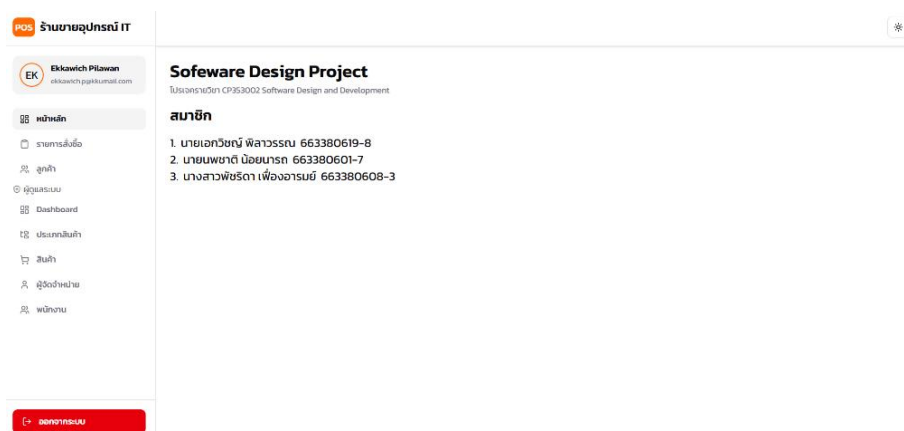 POS ร้านขายอุปกรณ์ IT
EK
Ekkawich Pilawan
ekkawich.p@kkumail.com
หน้าหลัก
รายการสั่งซื้อ
ลูกค้า
ผู้ดูแลระบบ
Dashboard
ประเภทสินค้า
สินค้า
ผู้จัดจำหน่าย
พนักงาน
ออกจากระบบ
Sofeware Design Project
โปรเจครายวิชา CP353002 Software Design and Development
สมาชิก
1. นายเอกวิชญ์ พิลาวรรณ 663380619-8
2. นายนพชาติ น้อยนารถ 663380601-7
3. นางสาวพัชริดา เฟื่องอารมย์ 663380608-3